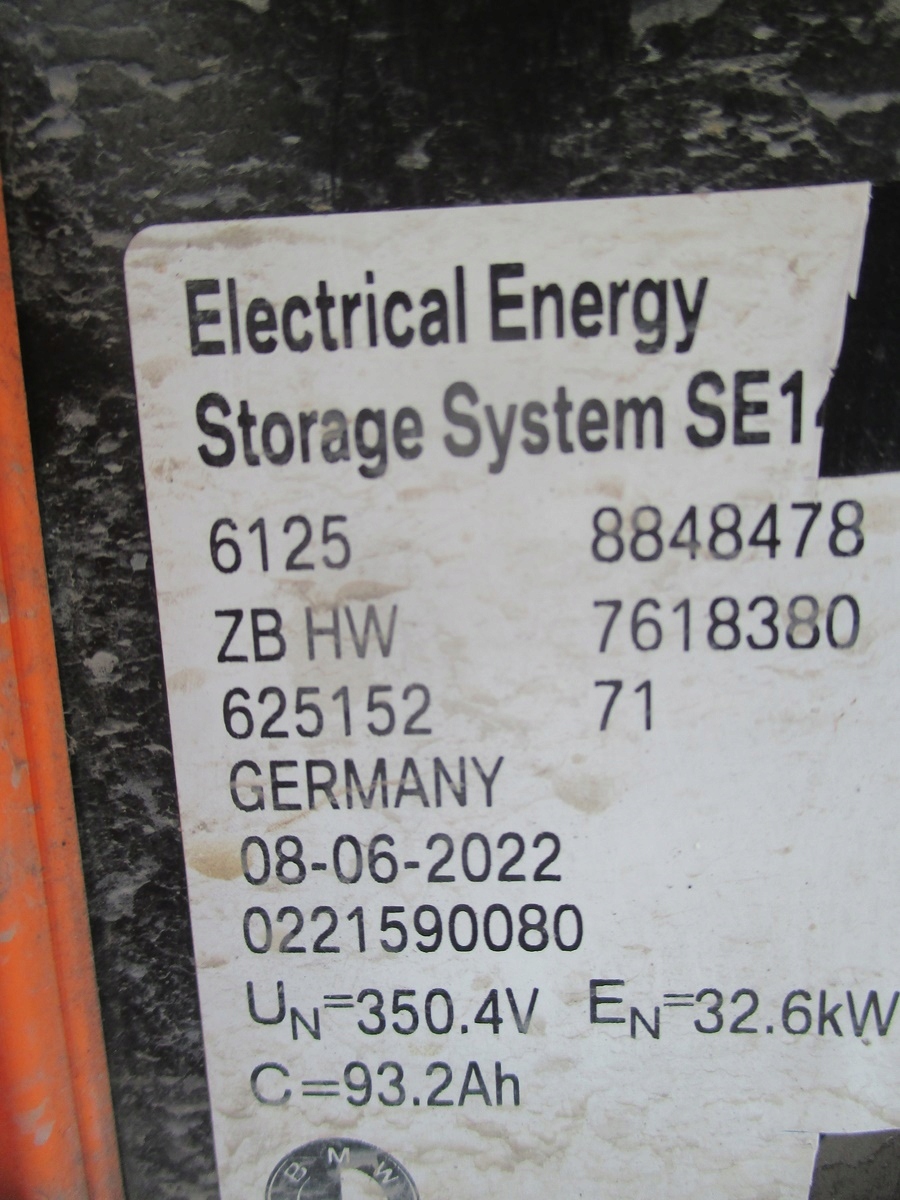 Electrical Energy
Storage System SE1
6125 8848478
ZB HW 7618380
625152 71
GERMANY
08-06-2022
0221590080
UN=350.4V EN=32.6kW
C=93.2Ah
BMW